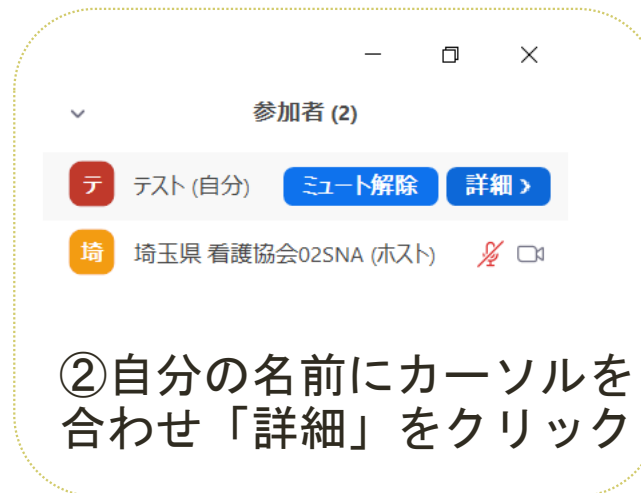 参加者 (2)
テ テスト (自分) ミュート解除 詳細 >
埼 埼玉県 看護協会02SNA (ホスト)
②自分の名前にカーソルを
合わせ「詳細」をクリック